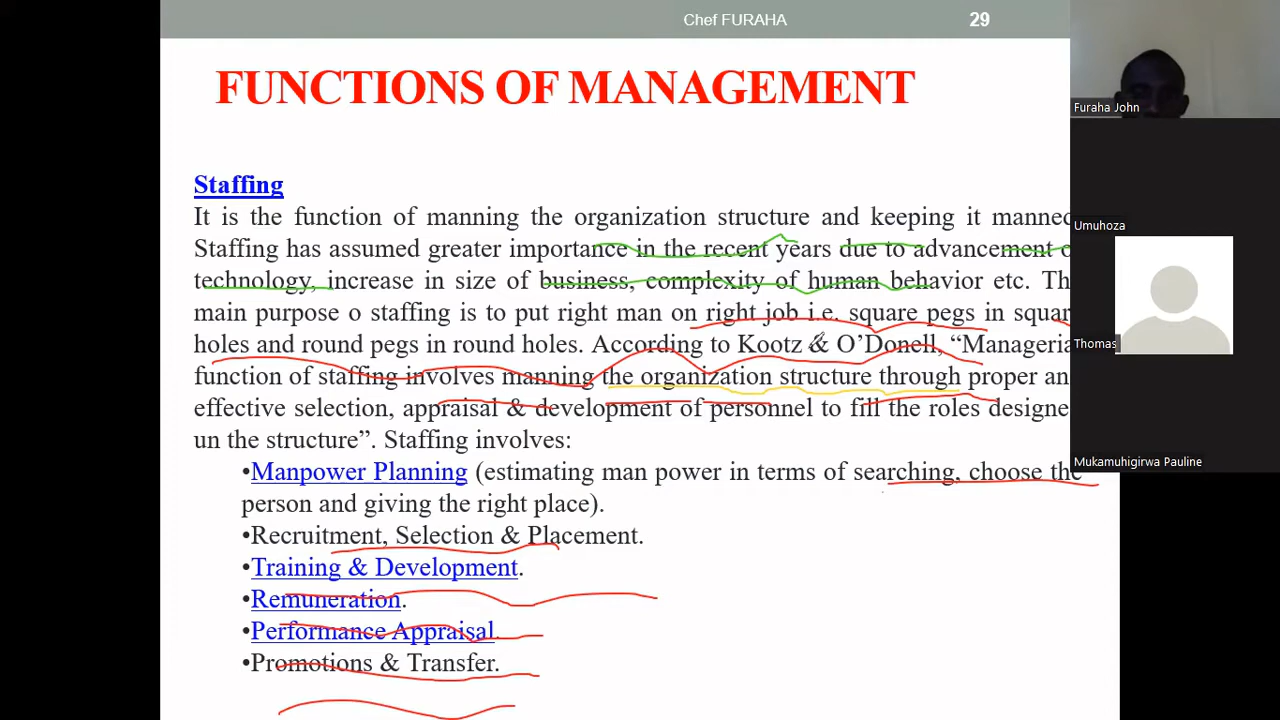 Chef FURAHA
29
FUNCTIONS OF MANAGEMENT
Staffing
It is the function of manning the organization structure and keeping it manned
Staffing has assumed greater importance in the recent years due to advancement o
technology, increase in size of business, complexity of human behavior etc. Th
main purpose o staffing is to put right man on right job i.e. square pegs in squar
holes and round pegs in round holes. According to Kootz & O’Donell, “Manageria
function of staffing involves manning the organization structure through proper an
effective selection, appraisal & development of personnel to fill the roles designe
un the structure”. Staffing involves:
•Manpower Planning (estimating man power in terms of searching, choose the
person and giving the right place).
•Recruitment, Selection & Placement.
•Training & Development.
•Remuneration.
•Performance Appraisal.
•Promotions & Transfer.
Furaha John
Umuhoza
Thomas
Mukamuhigirwa Pauline